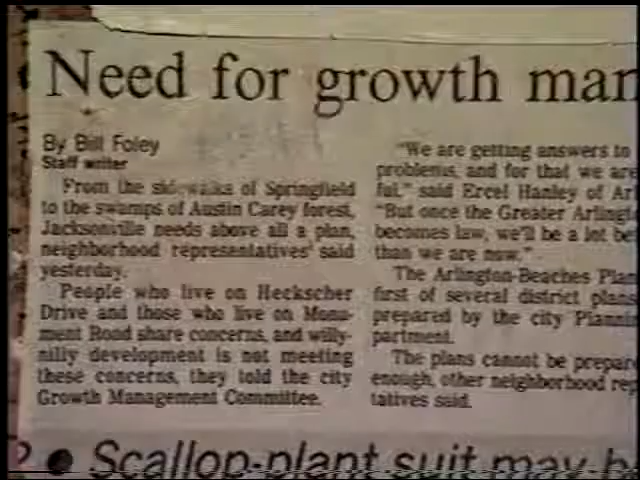 Need for growth mar
By Bill Foley
Staff writer
From the sidewalks of Springfield
to the swamps of Austin Carey forest,
Jacksonville needs above all a plan,
neighborhood representatives said
yesterday.
People who live on Heckscher
Drive and those who live on Monu-
ment Road share concerns, and willy-
nilly development is not meeting
these concerns, they told the city
Growth Management Committee.
"We are getting answers to
problems, and for that we are
ful," said Ercel Hanley of Ar
"But once the Greater Arlingt
becomes law, we'll be a lot be
than we are now."
The Arlington-Beaches Plan
first of several district plans
prepared by the city Planni
partment.
The plans cannot be prepar
enough, other neighborhood rep
tatives said.
? ● Scallop-plant suit may b